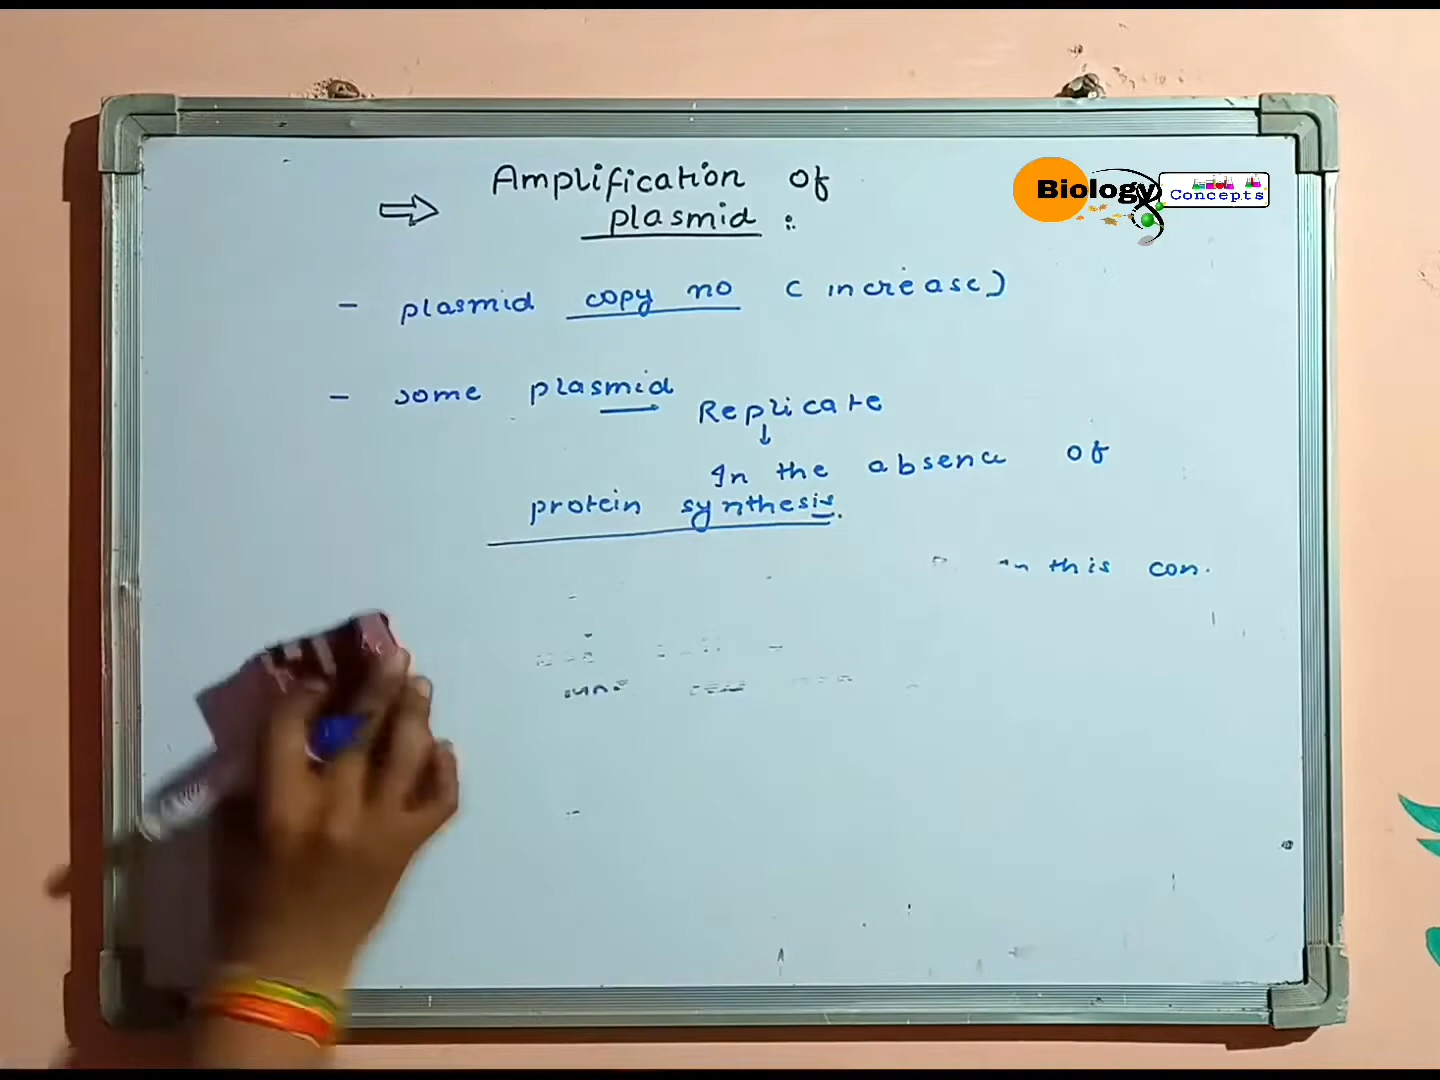 Amplification of
plasmid :
Biology
Concepts
- plasmid copy no (increase)
- some plasmid
Replicate
In the absence of
protein synthesis.
this con.